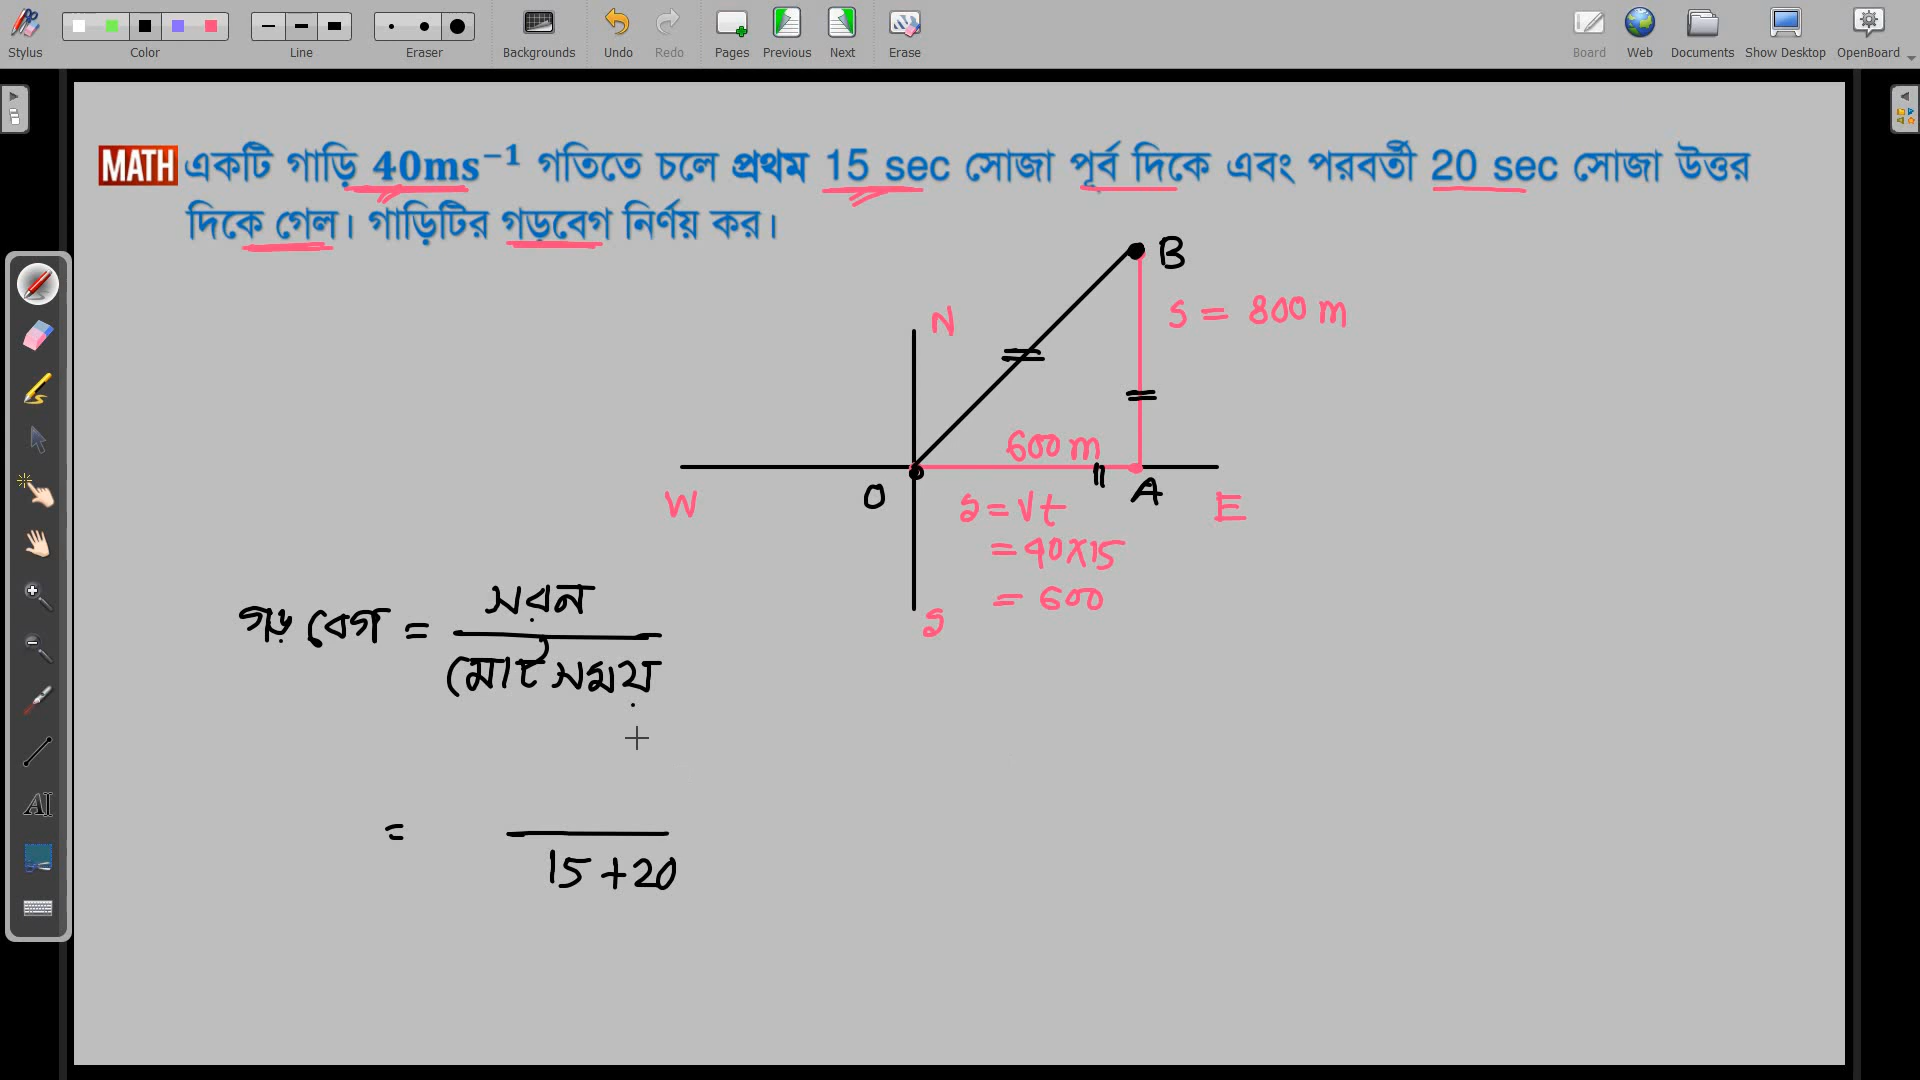 Stylus Color Line Eraser Backgrounds Undo Redo Pages Previous Next Erase Board Web Documents Show Desktop OpenBoard
MATH একটি গাড়ি 40ms⁻¹ গতিতে চলে প্রথম 15 sec সোজা পূর্ব দিকে এবং পরবর্তী 20 sec সোজা উত্তর
দিকে গেল। গাড়িটির গড়বেগ নির্ণয় কর।
B
N
S = 800 m
600 m
W
O
A
E
S = Vt
= 40×15
= 600
S
গড় বেগ = সরন
মোট সময়
=
15+20
AI